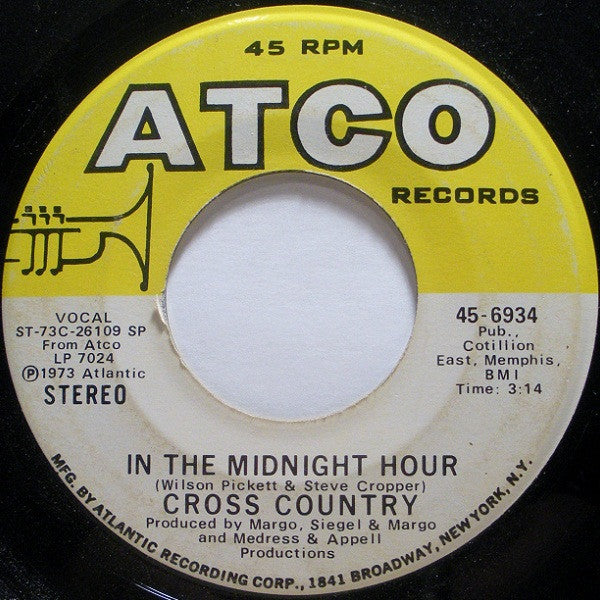 45 RPM
ATCO
RECORDS
VOCAL
ST-73C-26109 SP
From Atco
LP 7024
Ⓟ1973 Atlantic
STEREO
45-6934
Pub.,
Cotillion
East, Memphis,
BMI
Time: 3:14
IN THE MIDNIGHT HOUR
(Wilson Pickett & Steve Cropper)
CROSS COUNTRY
Produced by Margo, Siegel & Margo
and Medress & Appell
Productions
MFG. BY ATLANTIC RECORDING CORP., 1841 BROADWAY, NEW YORK, N.Y.